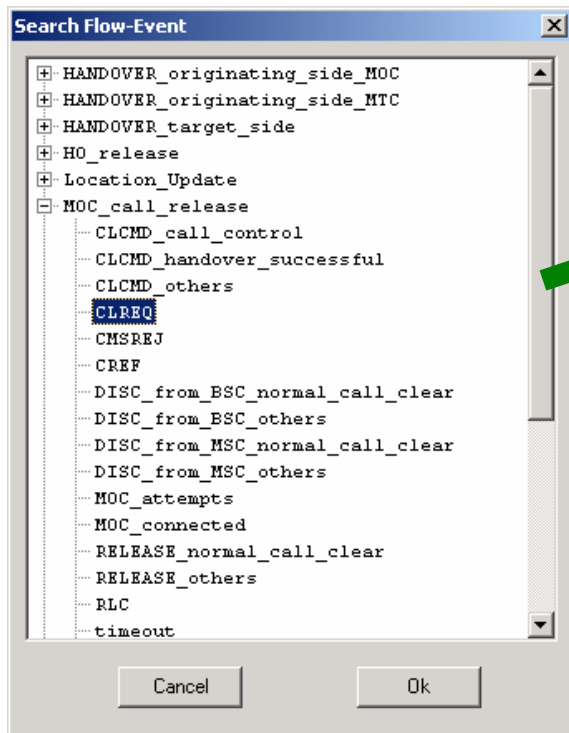 Search Flow-Event
HANDOVER_originating_side_MOC
HANDOVER_originating_side_MTC
HANDOVER_target_side
HO_release
Location_Update
MOC_call_release
CLCMD_call_control
CLCMD_handover_successful
CLCMD_others
CLREQ
CMSREJ
CREF
DISC_from_BSC_normal_call_clear
DISC_from_BSC_others
DISC_from_MSC_normal_call_clear
DISC_from_MSC_others
MOC_attempts
MOC_connected
RELEASE_normal_call_clear
RELEASE_others
RLC
timeout
Cancel Ok